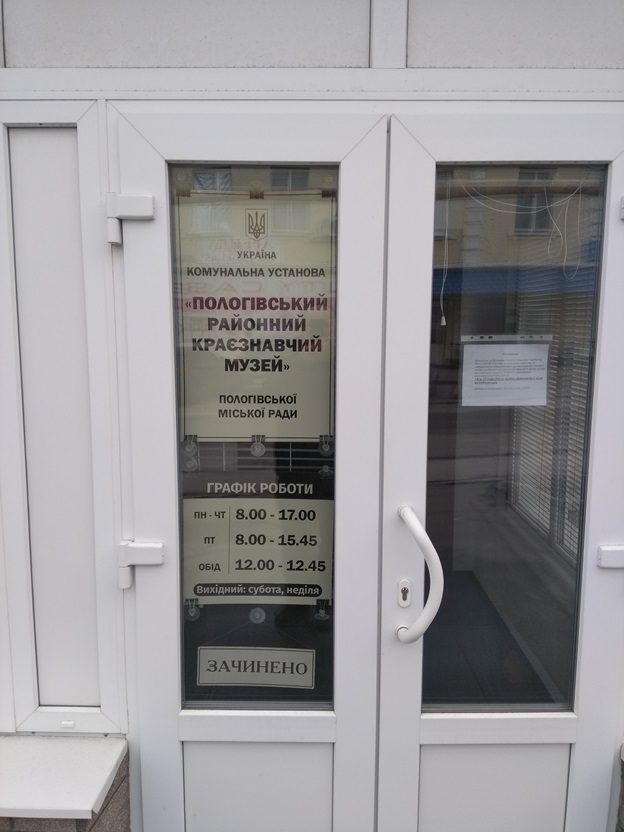 УКРАЇНА
КОМУНАЛЬНА УСТАНОВА
«ПОЛОГІВСЬКИЙ
РАЙОННИЙ
КРАЄЗНАВЧИЙ
МУЗЕЙ»
ПОЛОГІВСЬКОЇ
МІСЬКОЇ РАДИ
ГРАФІК РОБОТИ
ПН - ЧТ 8.00 - 17.00
ПТ 8.00 - 15.45
ОБІД 12.00 - 12.45
Вихідний: субота, неділя
ЗАЧИНЕНО